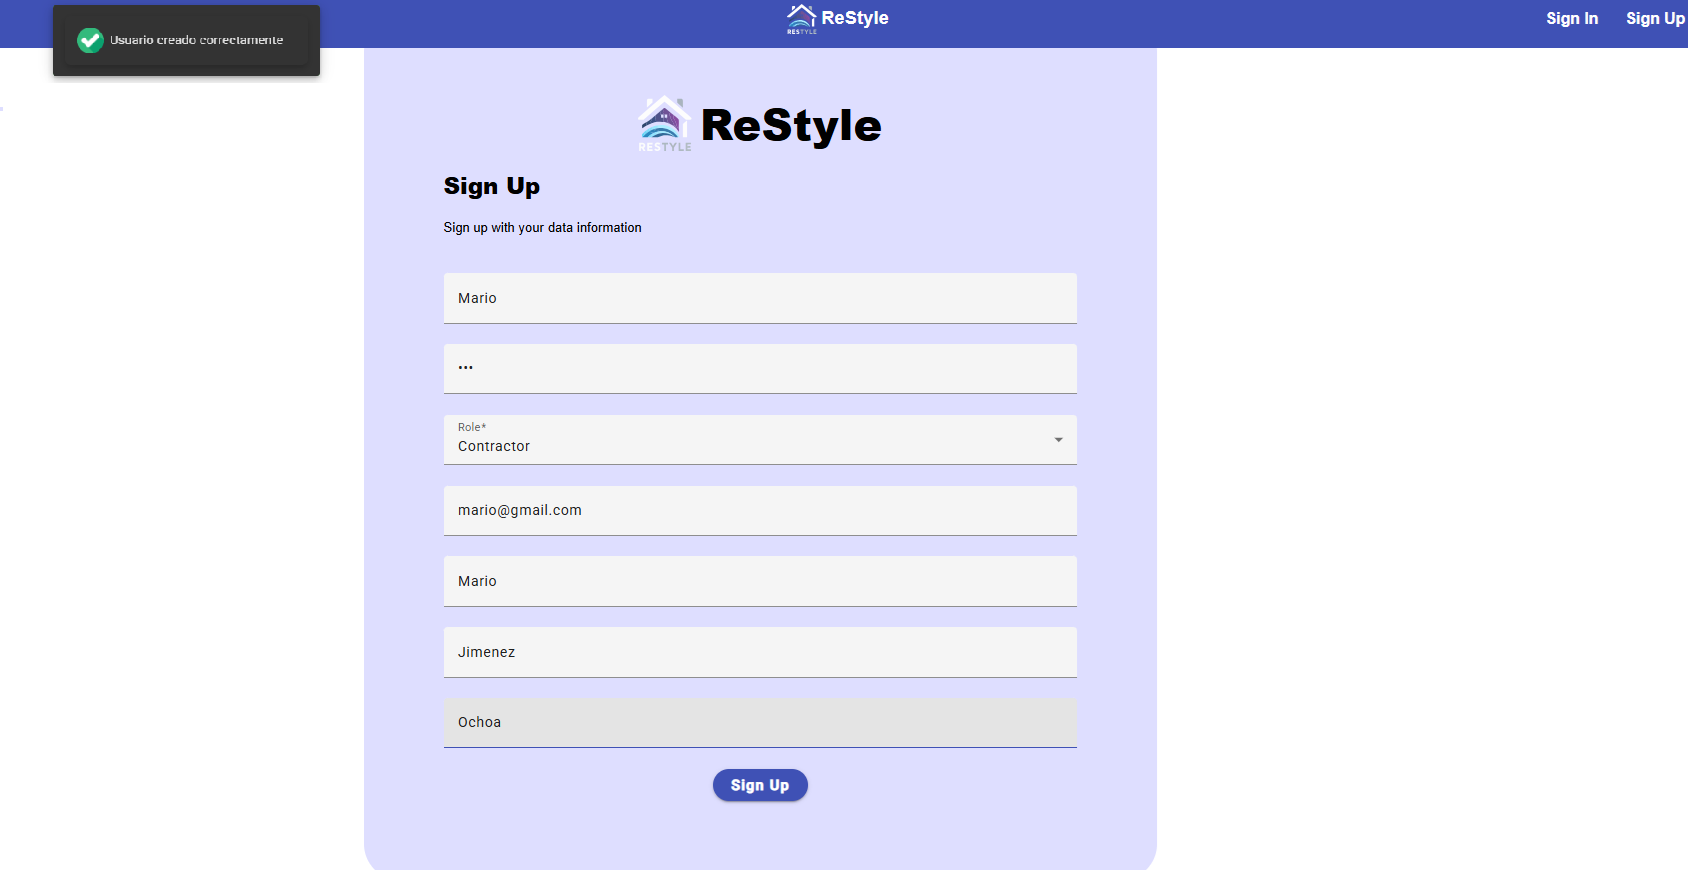 Usuario creado correctamente
RESTYLE
ReStyle
Sign In
Sign Up
RESTYLE
ReStyle
Sign Up
Sign up with your data information
Mario
•••
Role*
Contractor
mario@gmail.com
Mario
Jimenez
Ochoa
Sign Up